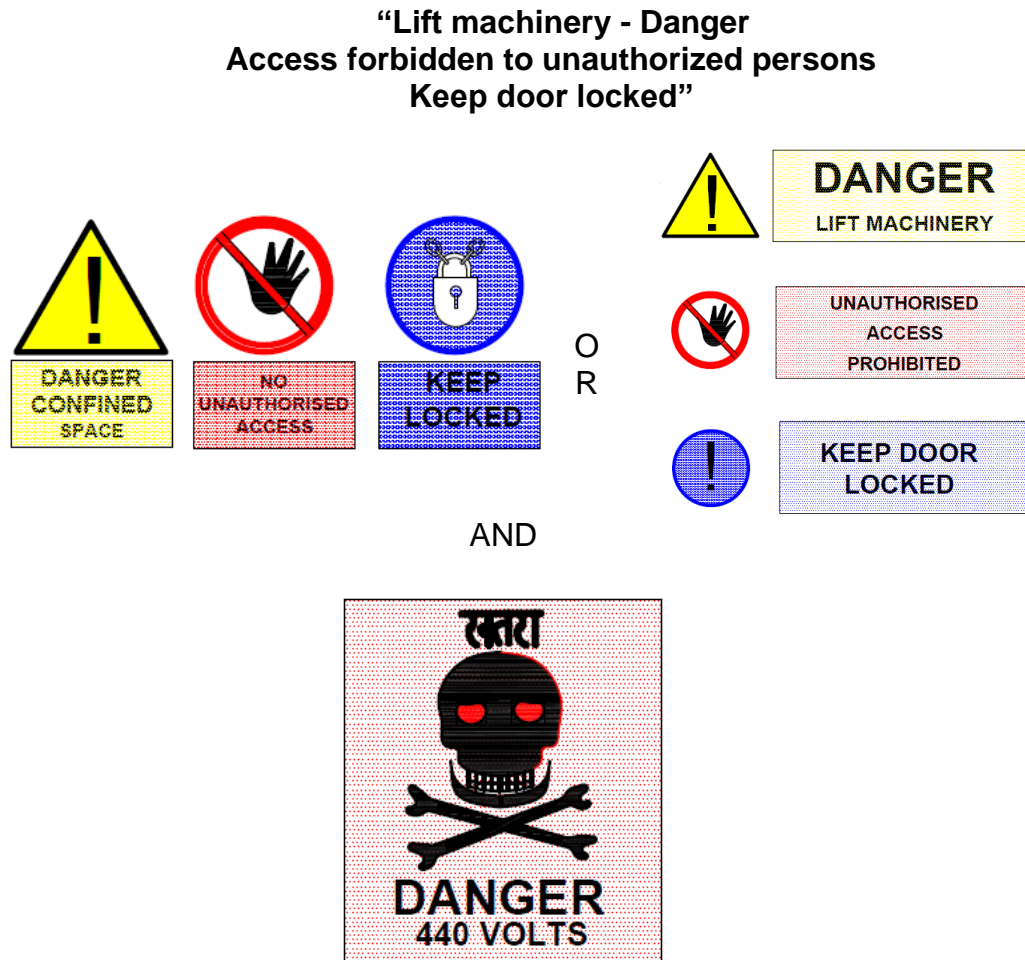 “Lift machinery - Danger
Access forbidden to unauthorized persons
Keep door locked”
DANGER
CONFINED
SPACE
NO
UNAUTHORISED
ACCESS
KEEP
LOCKED
O
R
DANGER
LIFT MACHINERY
UNAUTHORISED
ACCESS
PROHIBITED
KEEP DOOR
LOCKED
AND
खतरा
DANGER
440 VOLTS